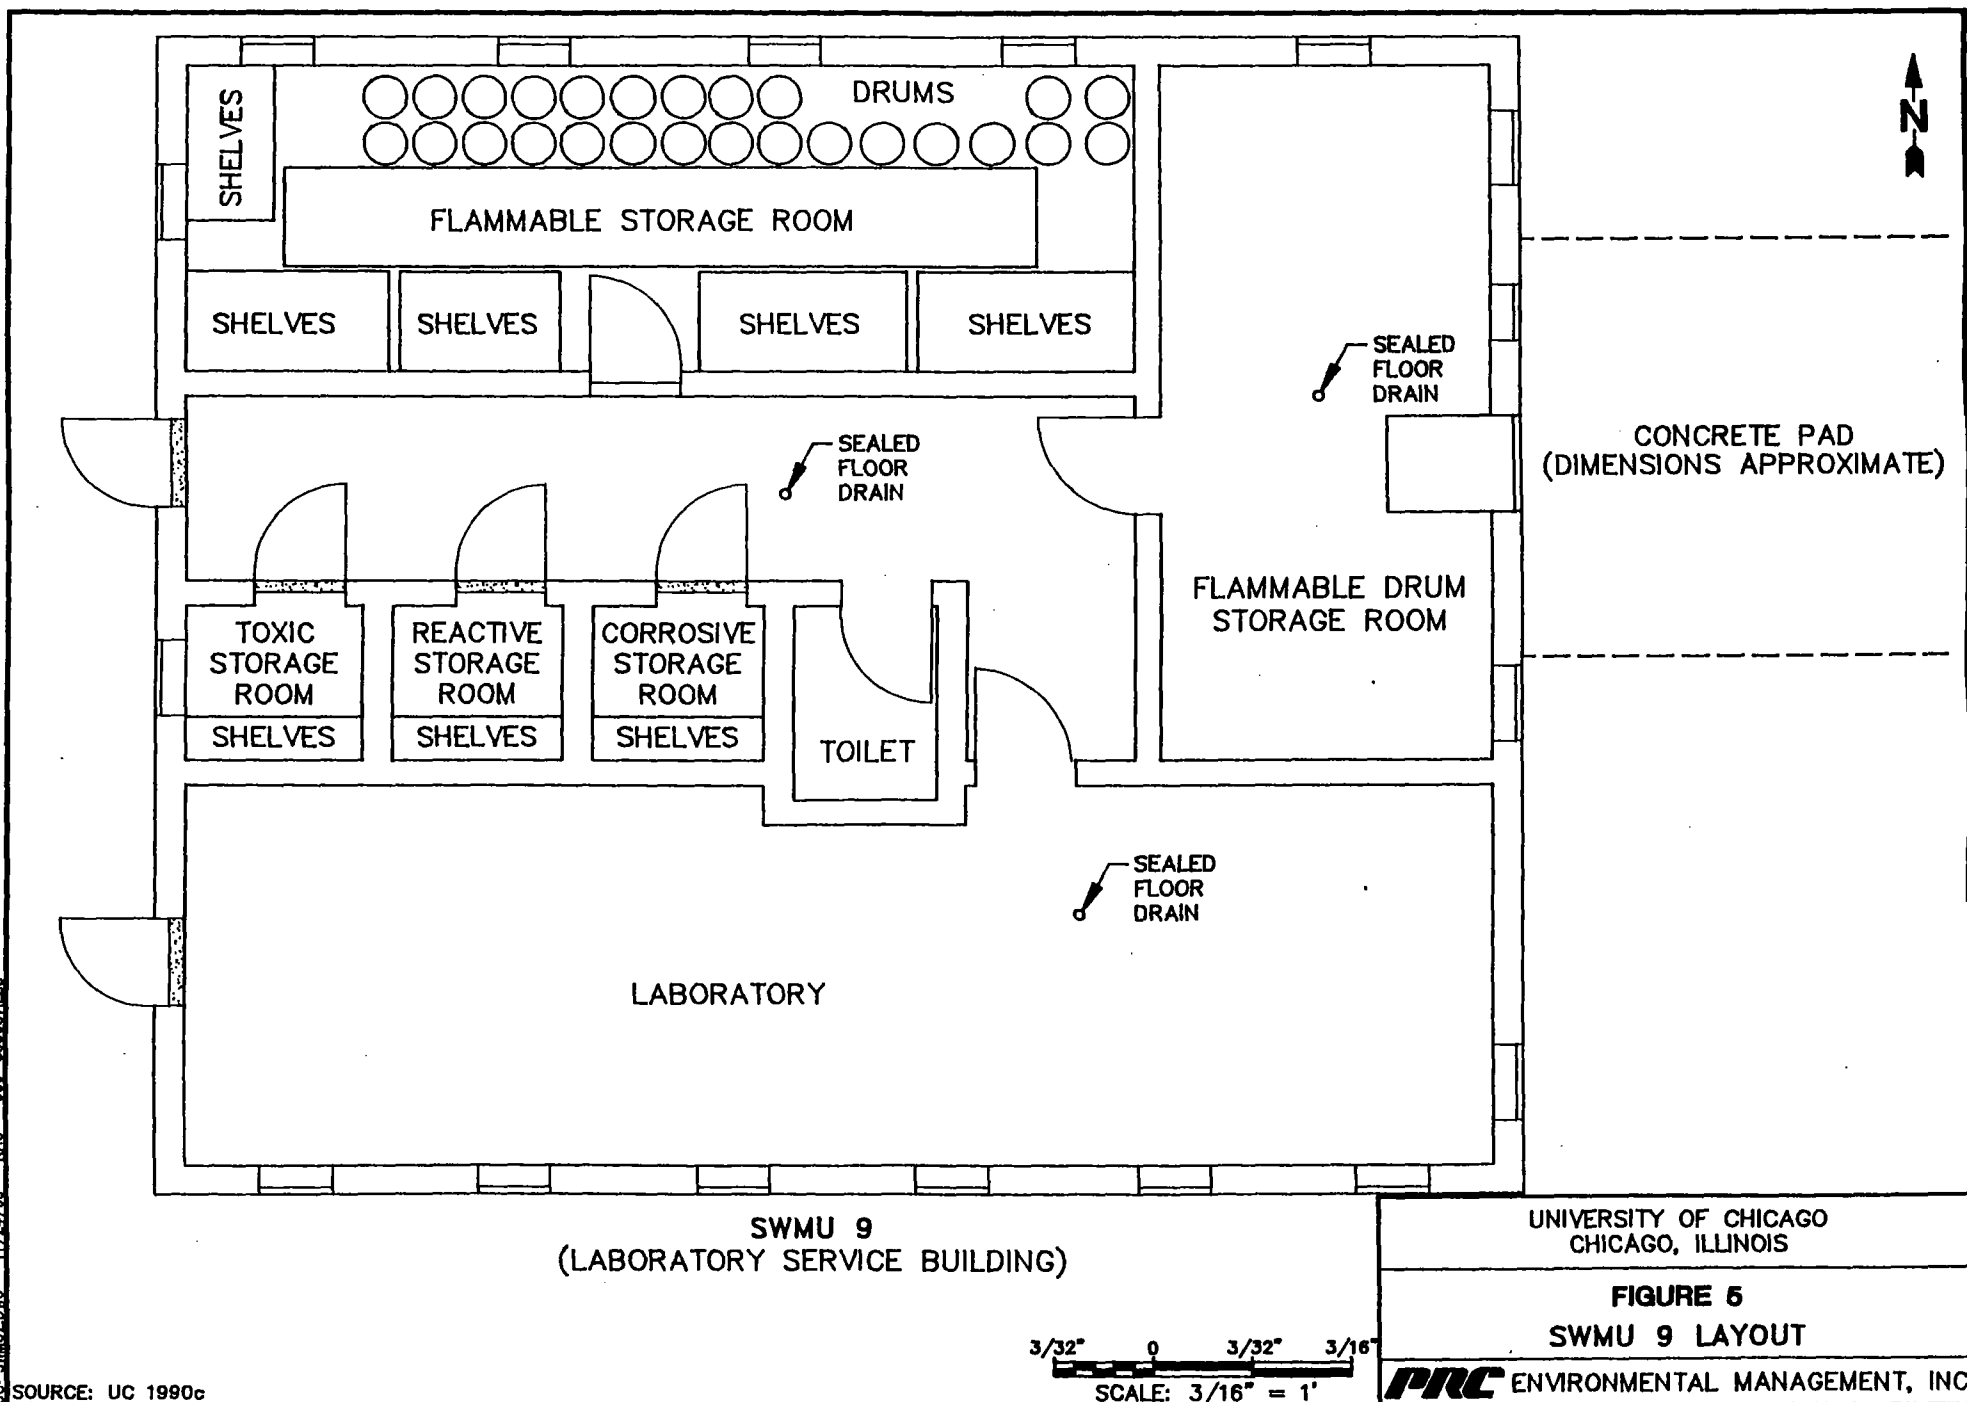 DRUMS
SHELVES
FLAMMABLE STORAGE ROOM
SHELVES
SHELVES
SHELVES
SHELVES
N
SEALED
FLOOR
DRAIN
CONCRETE PAD
(DIMENSIONS APPROXIMATE)
SEALED
FLOOR
DRAIN
FLAMMABLE DRUM
STORAGE ROOM
TOXIC
STORAGE
ROOM
SHELVES
REACTIVE
STORAGE
ROOM
SHELVES
CORROSIVE
STORAGE
ROOM
SHELVES
TOILET
SEALED
FLOOR
DRAIN
LABORATORY
SWMU 9
(LABORATORY SERVICE BUILDING)
UNIVERSITY OF CHICAGO
CHICAGO, ILLINOIS
FIGURE 5
SWMU 9 LAYOUT
PRC ENVIRONMENTAL MANAGEMENT, INC
3/32" 0 3/32" 3/16"
SCALE: 3/16" = 1'
SOURCE: UC 1990c